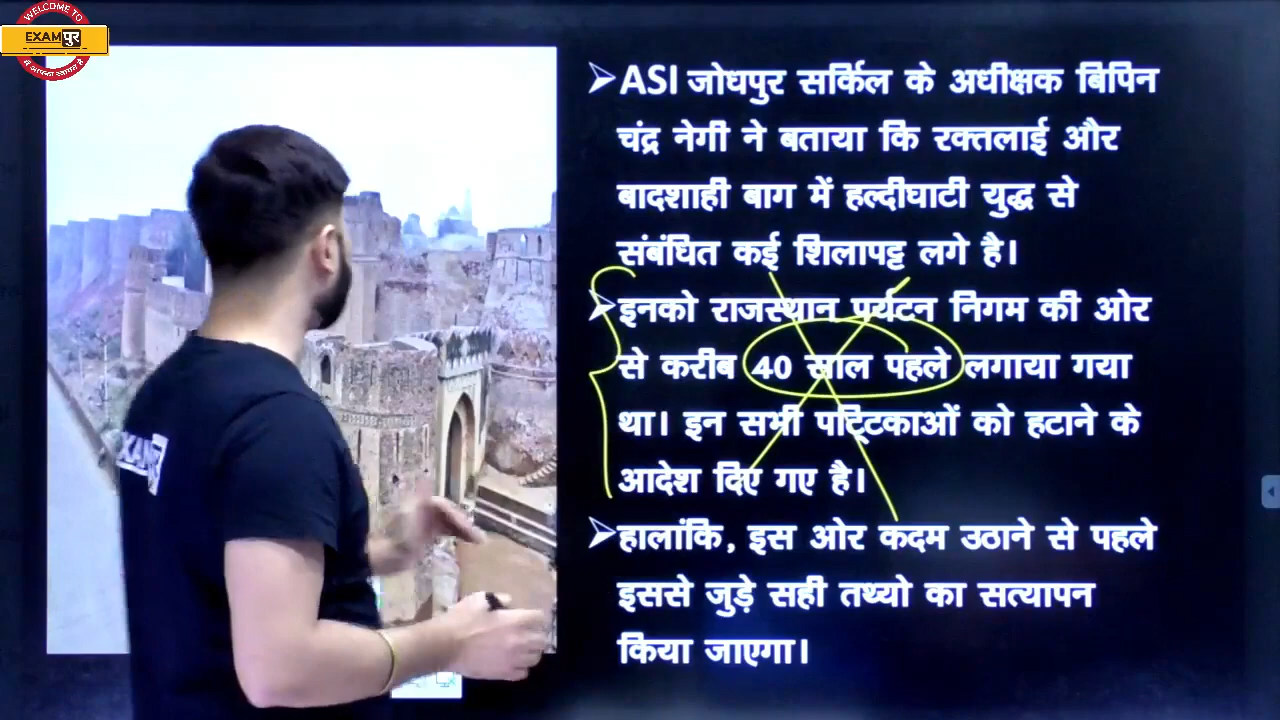 WELCOME TO
EXAMपुर
ASI जोधपुर सर्किल के अधीक्षक बिपिन
चंद्र नेगी ने बताया कि रक्तलाई और
बादशाही बाग में हल्दीघाटी युद्ध से
संबंधित कई शिलापट्ट लगे है।
इनको राजस्थान पर्यटन निगम की ओर
से करीब 40 साल पहले लगाया गया
था। इन सभी पट्टिकाओं को हटाने के
आदेश दिए गए है।
हालांकि, इस ओर कदम उठाने से पहले
इससे जुड़े सही तथ्यो का सत्यापन
किया जाएगा।
EXAMपुर